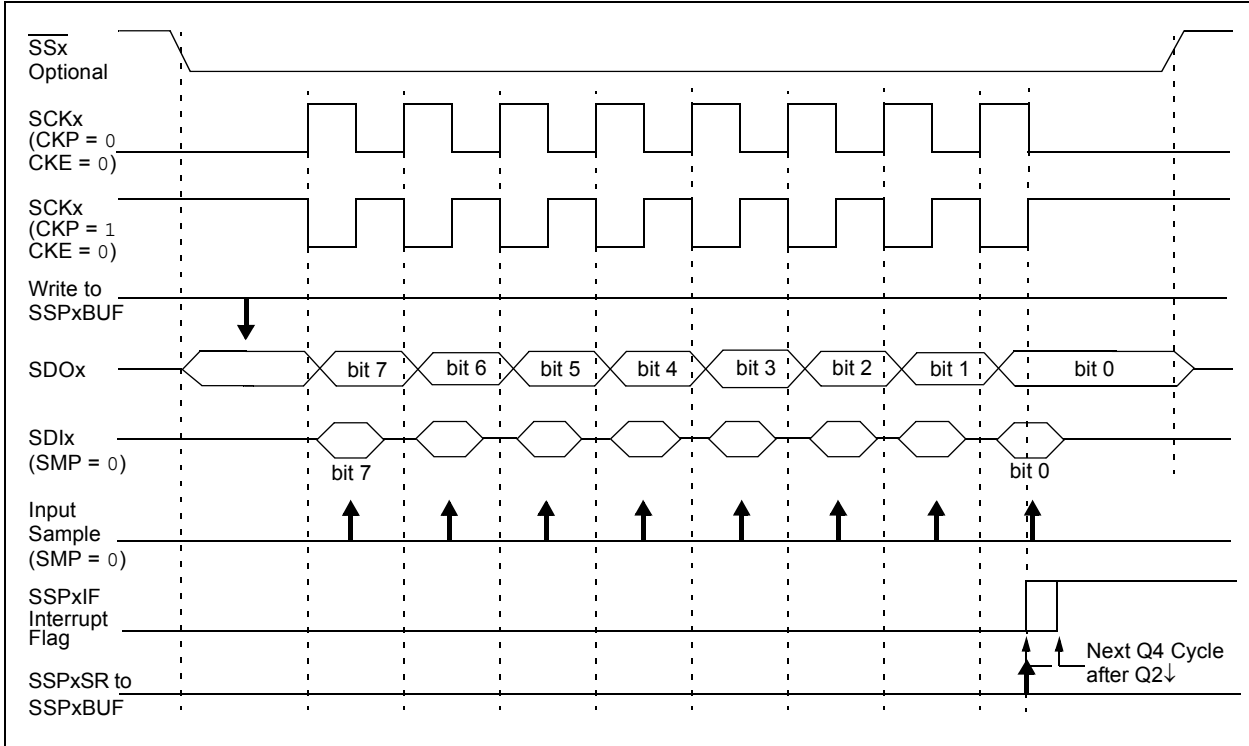 SSx
Optional
SCKx
(CKP = 0
CKE = 0)
SCKx
(CKP = 1
CKE = 0)
Write to
SSPxBUF
SDOx
bit 7
bit 6
bit 5
bit 4
bit 3
bit 2
bit 1
bit 0
SDIx
(SMP = 0)
bit 7
bit 0
Input
Sample
(SMP = 0)
SSPxIF
Interrupt
Flag
Next Q4 Cycle
after Q2↓
SSPxSR to
SSPxBUF